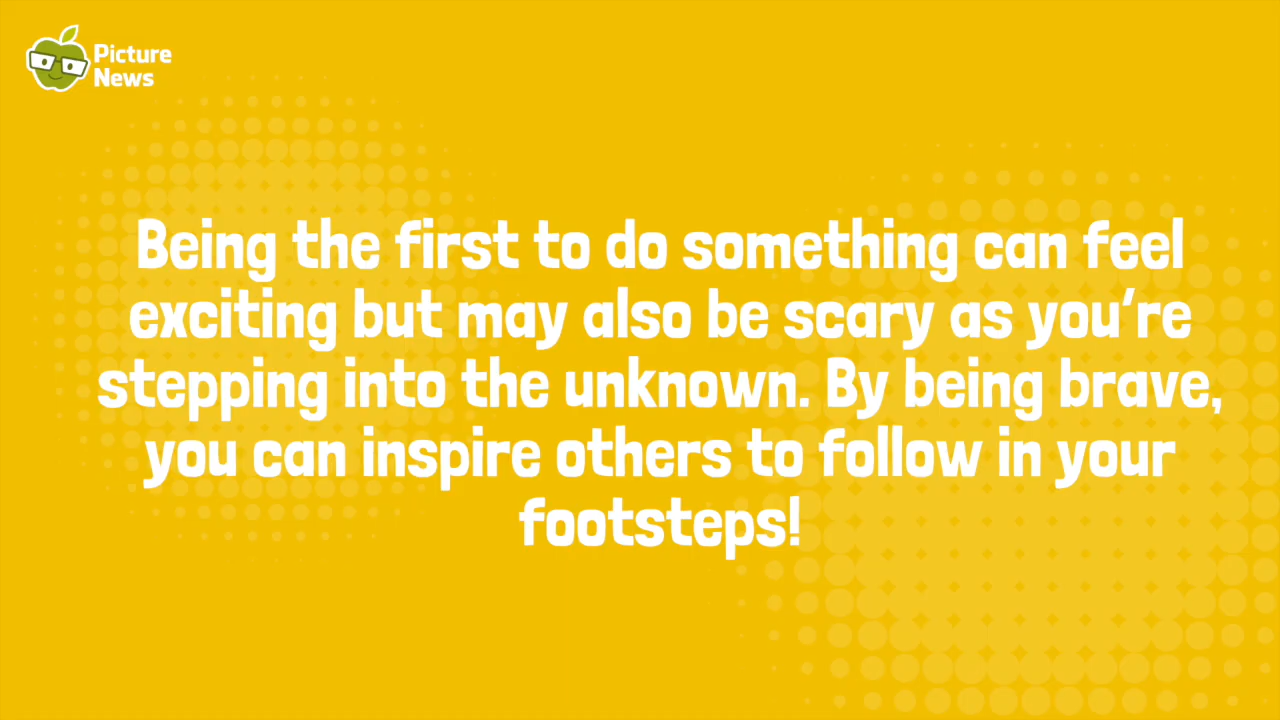 Picture
News
Being the first to do something can feel
exciting but may also be scary as you’re
stepping into the unknown. By being brave,
you can inspire others to follow in your
footsteps!